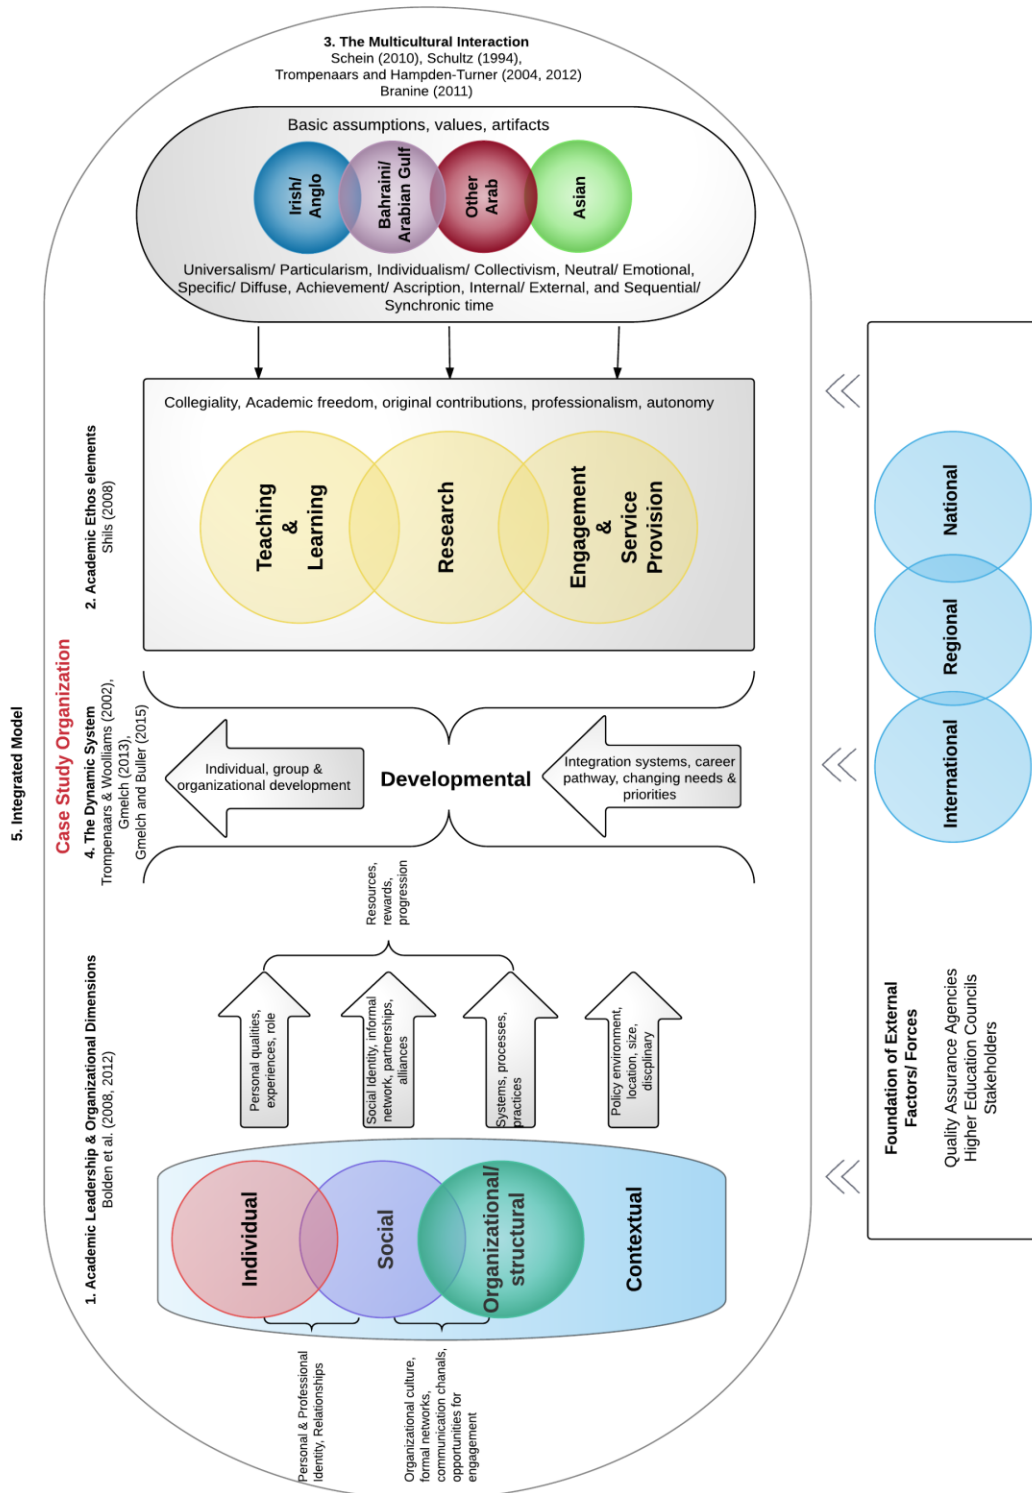 5. Integrated Model
Case Study Organization
1. Academic Leadership & Organizational Dimensions
Bolden et al. (2008, 2012)
Individual
Social
Organizational/
structural
Contextual
Personal & Professional
Identity, Relationships
Organizational culture,
formal networks,
communication chanals,
opportunities for
engagement
Personal qualities,
experiences, role
Social Identity, informal
network, partnerships,
alliances
Systems, processes,
practices
Policy environment,
location, size,
discplinary
Resources,
rewards,
progression
4. The Dynamic System
Trompenaars & Woolliams (2002),
Gmelch (2013),
Gmelch and Buller (2015)
Individual, group &
organizational development
Developmental
Integration systems, career
pathway, changing needs &
priorities
2. Academic Ethos elements
Shils (2008)
Collegiality, Academic freedom, original contributions, professionalism, autonomy
Teaching
&
Learning
Research
Engagement
&
Service
Provision
3. The Multicultural Interaction
Schein (2010), Schultz (1994),
Trompenaars and Hampden-Turner (2004, 2012)
Branine (2011)
Basic assumptions, values, artifacts
Irish/
Anglo
Bahraini/
Arabian Gulf
Other
Arab
Asian
Universalism/ Particularism, Individualism/ Collectivism, Neutral/ Emotional,
Specific/ Diffuse, Achievement/ Ascription, Internal/ External, and Sequential/
Synchronic time
Foundation of External
Factors/ Forces
Quality Assurance Agencies
Higher Education Councils
Stakeholders
International
Regional
National